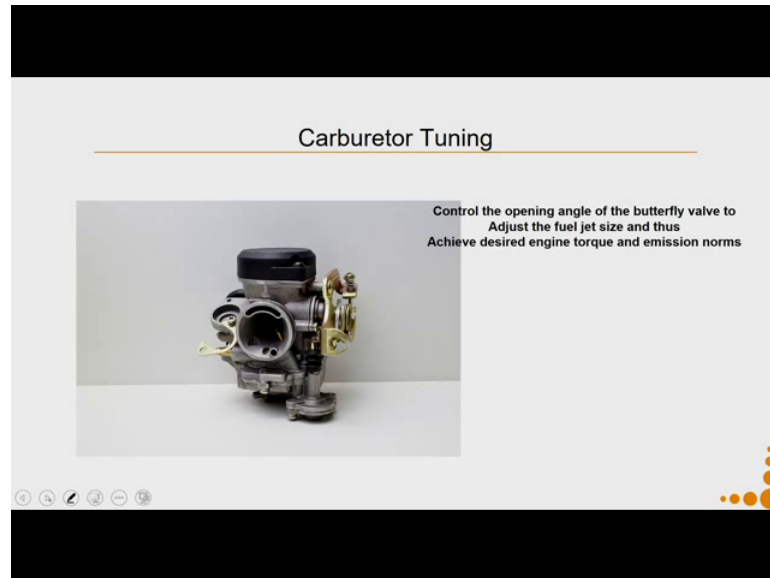 Carburetor Tuning
Control the opening angle of the butterfly valve to
Adjust the fuel jet size and thus
Achieve desired engine torque and emission norms